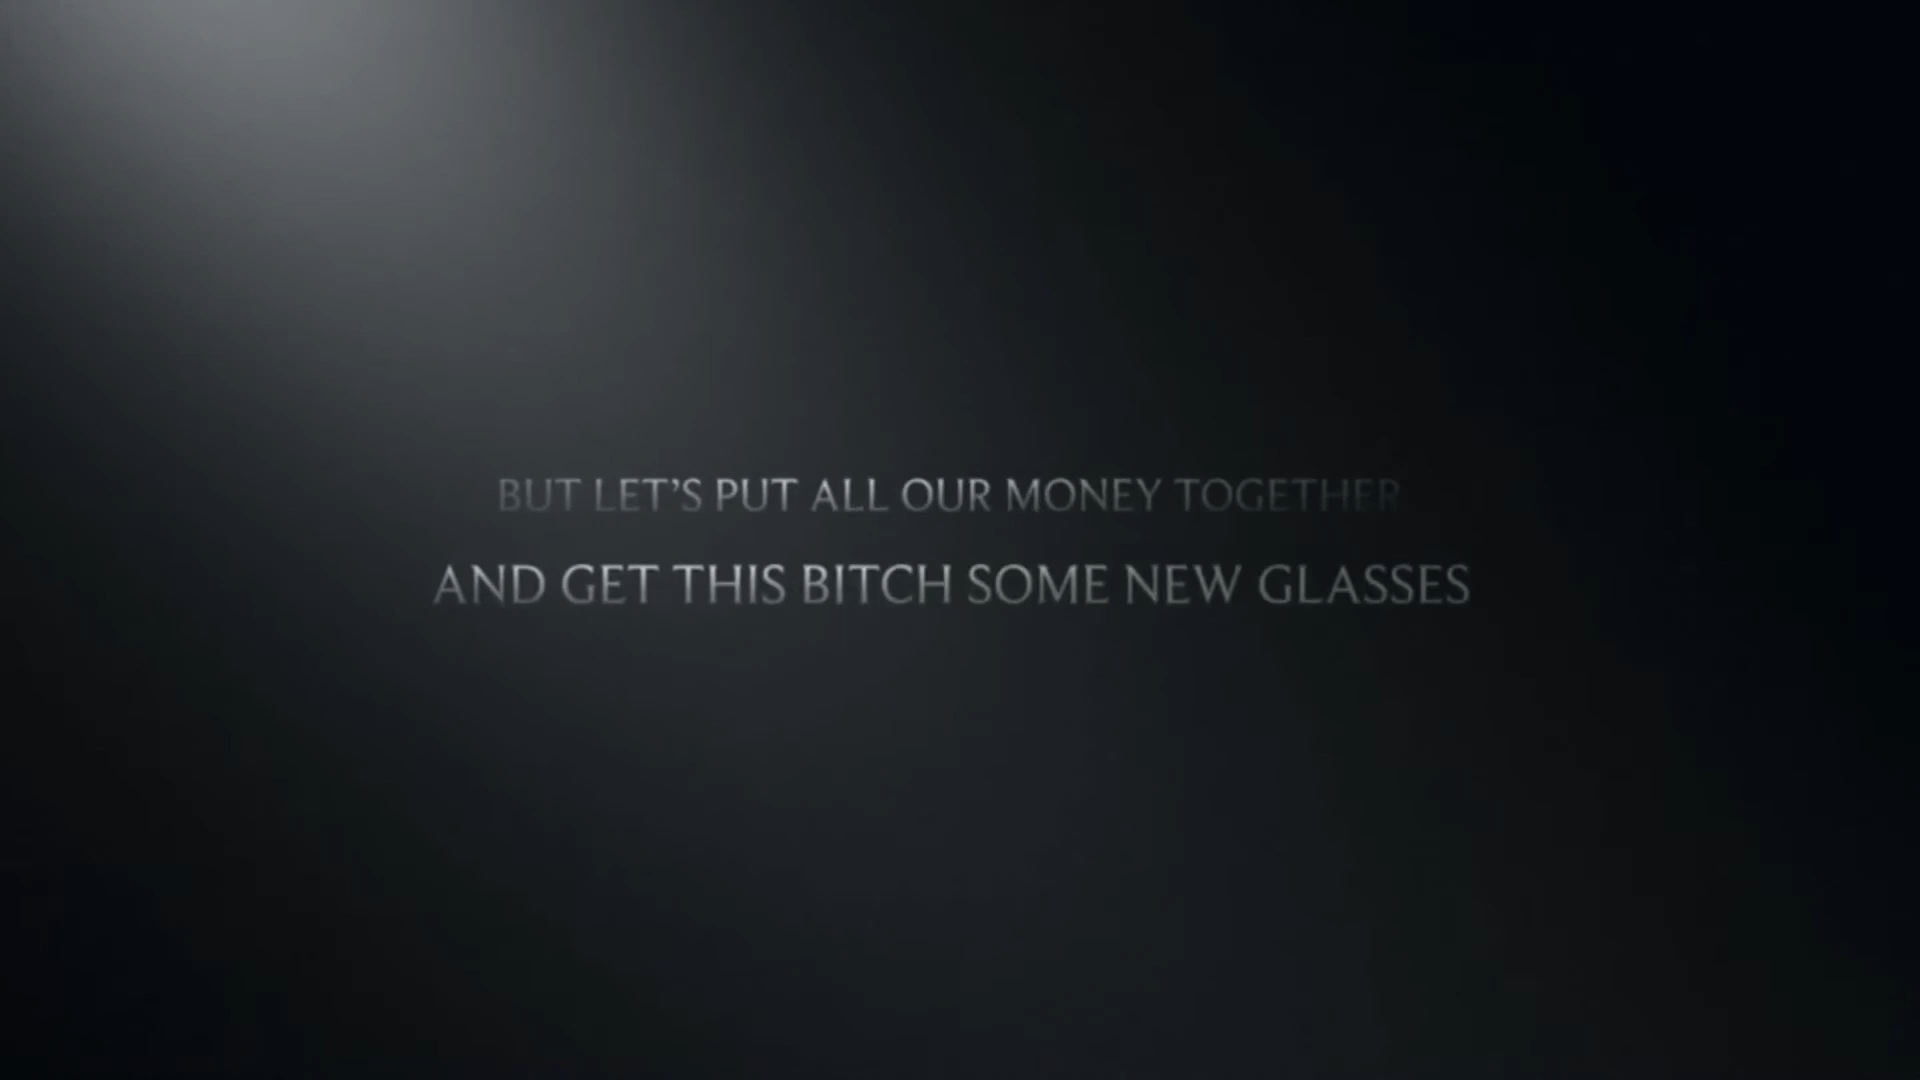 BUT LET'S PUT ALL OUR MONEY TOGETHER
AND GET THIS BITCH SOME NEW GLASSES